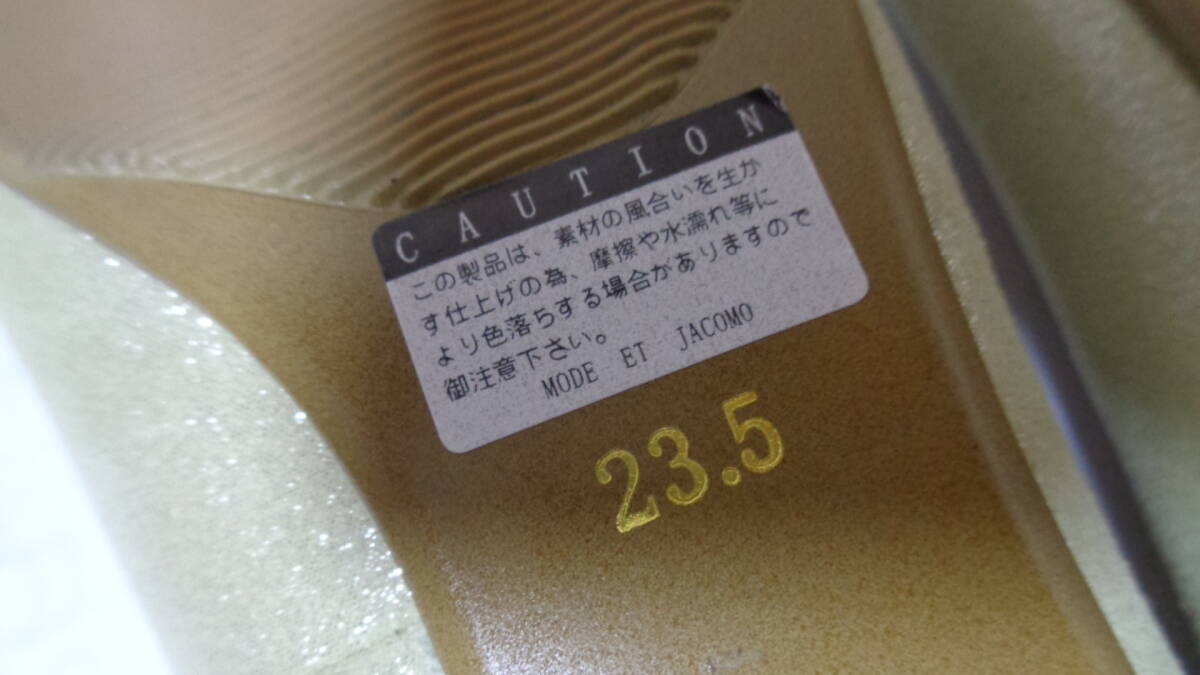 CAUTION
この製品は、素材の風合いを生か
す仕上げの為、摩擦や水濡れ等に
より色落ちする場合がありますので
御注意下さい。
MODE ET JACOMO
23.5